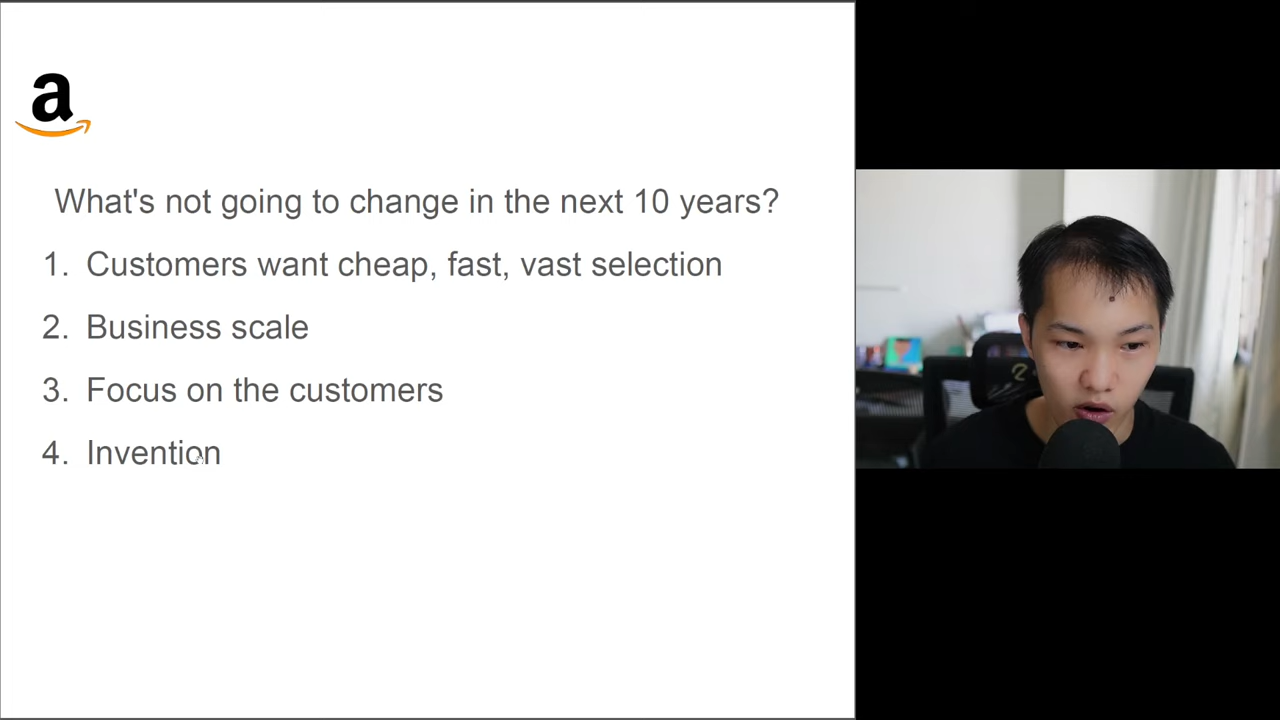 a
What's not going to change in the next 10 years?
1. Customers want cheap, fast, vast selection
2. Business scale
3. Focus on the customers
4. Invention